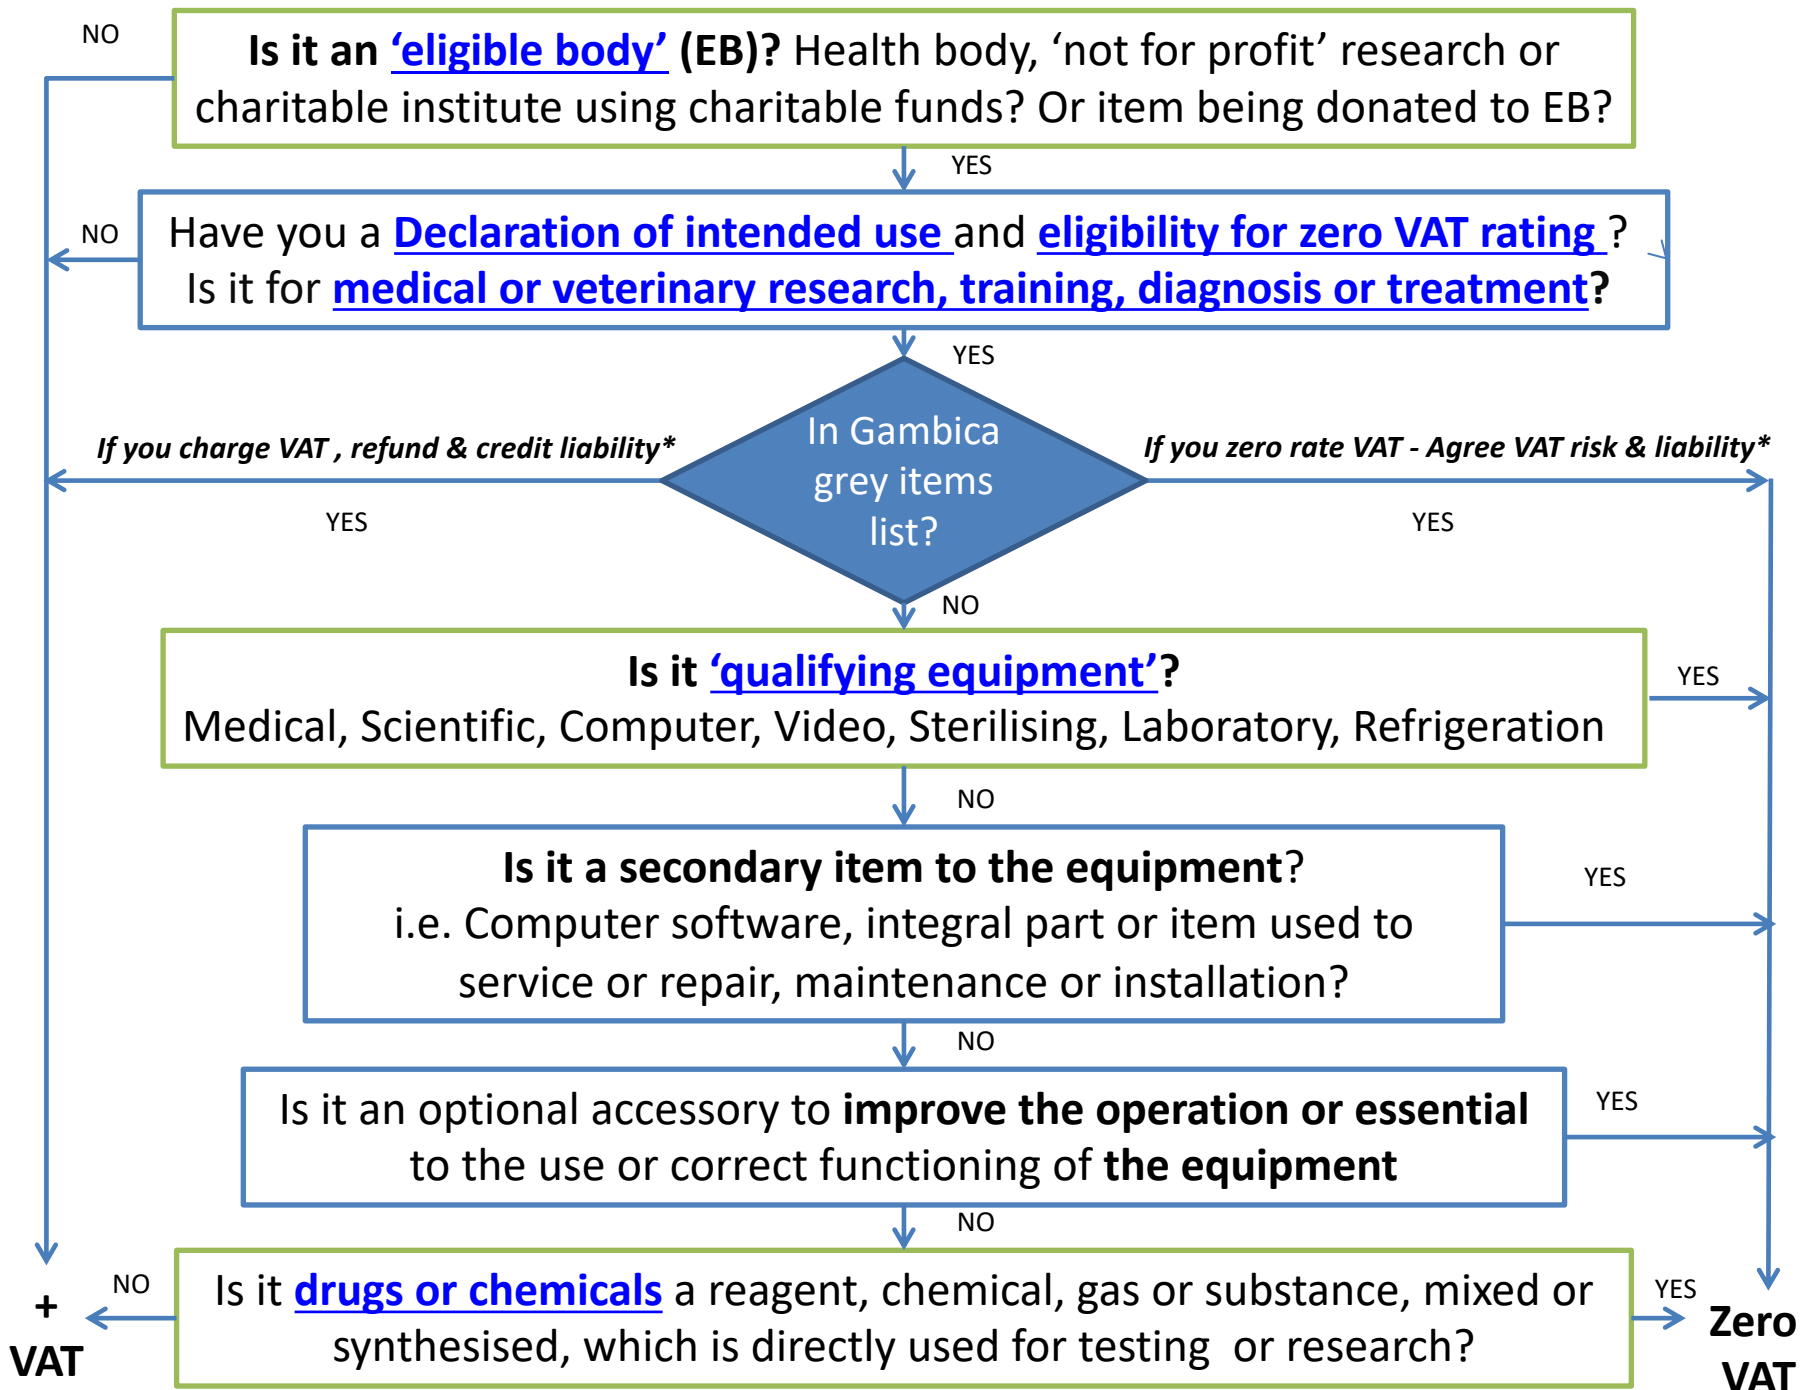 NO
Is it an ‘eligible body’ (EB)? Health body, ‘not for profit’ research or
charitable institute using charitable funds? Or item being donated to EB?
YES
NO
Have you a Declaration of intended use and eligibility for zero VAT rating ?
Is it for medical or veterinary research, training, diagnosis or treatment?
YES
If you charge VAT , refund & credit liability*
YES
In Gambica
grey items
list?
If you zero rate VAT - Agree VAT risk & liability*
YES
NO
Is it ‘qualifying equipment’?
Medical, Scientific, Computer, Video, Sterilising, Laboratory, Refrigeration
YES
NO
Is it a secondary item to the equipment?
i.e. Computer software, integral part or item used to
service or repair, maintenance or installation?
YES
NO
Is it an optional accessory to improve the operation or essential
to the use or correct functioning of the equipment
YES
NO
Is it drugs or chemicals a reagent, chemical, gas or substance, mixed or
synthesised, which is directly used for testing or research?
NO
+
VAT
YES
Zero
VAT